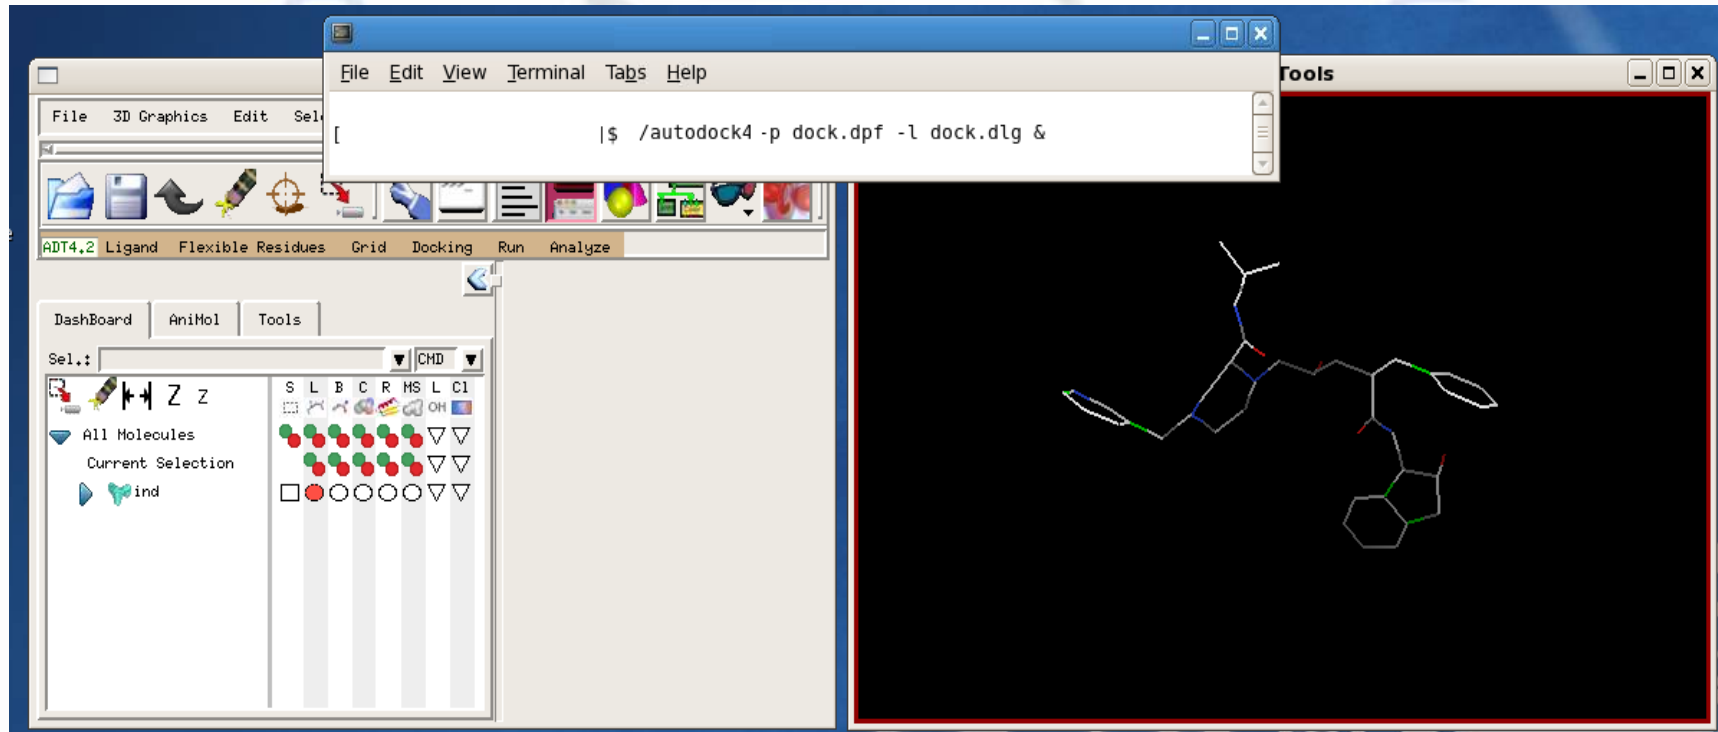 File Edit View Terminal Tabs Help
[ |$ /autodock4 -p dock.dpf -l dock.dlg &
Tools
File 3D Graphics Edit
ADT4.2 Ligand Flexible Residues Grid Docking Run Analyze
DashBoard AniMol Tools
Sel.: CMD
Z Z S L B C R MS L Cl
OH
All Molecules
Current Selection
ind